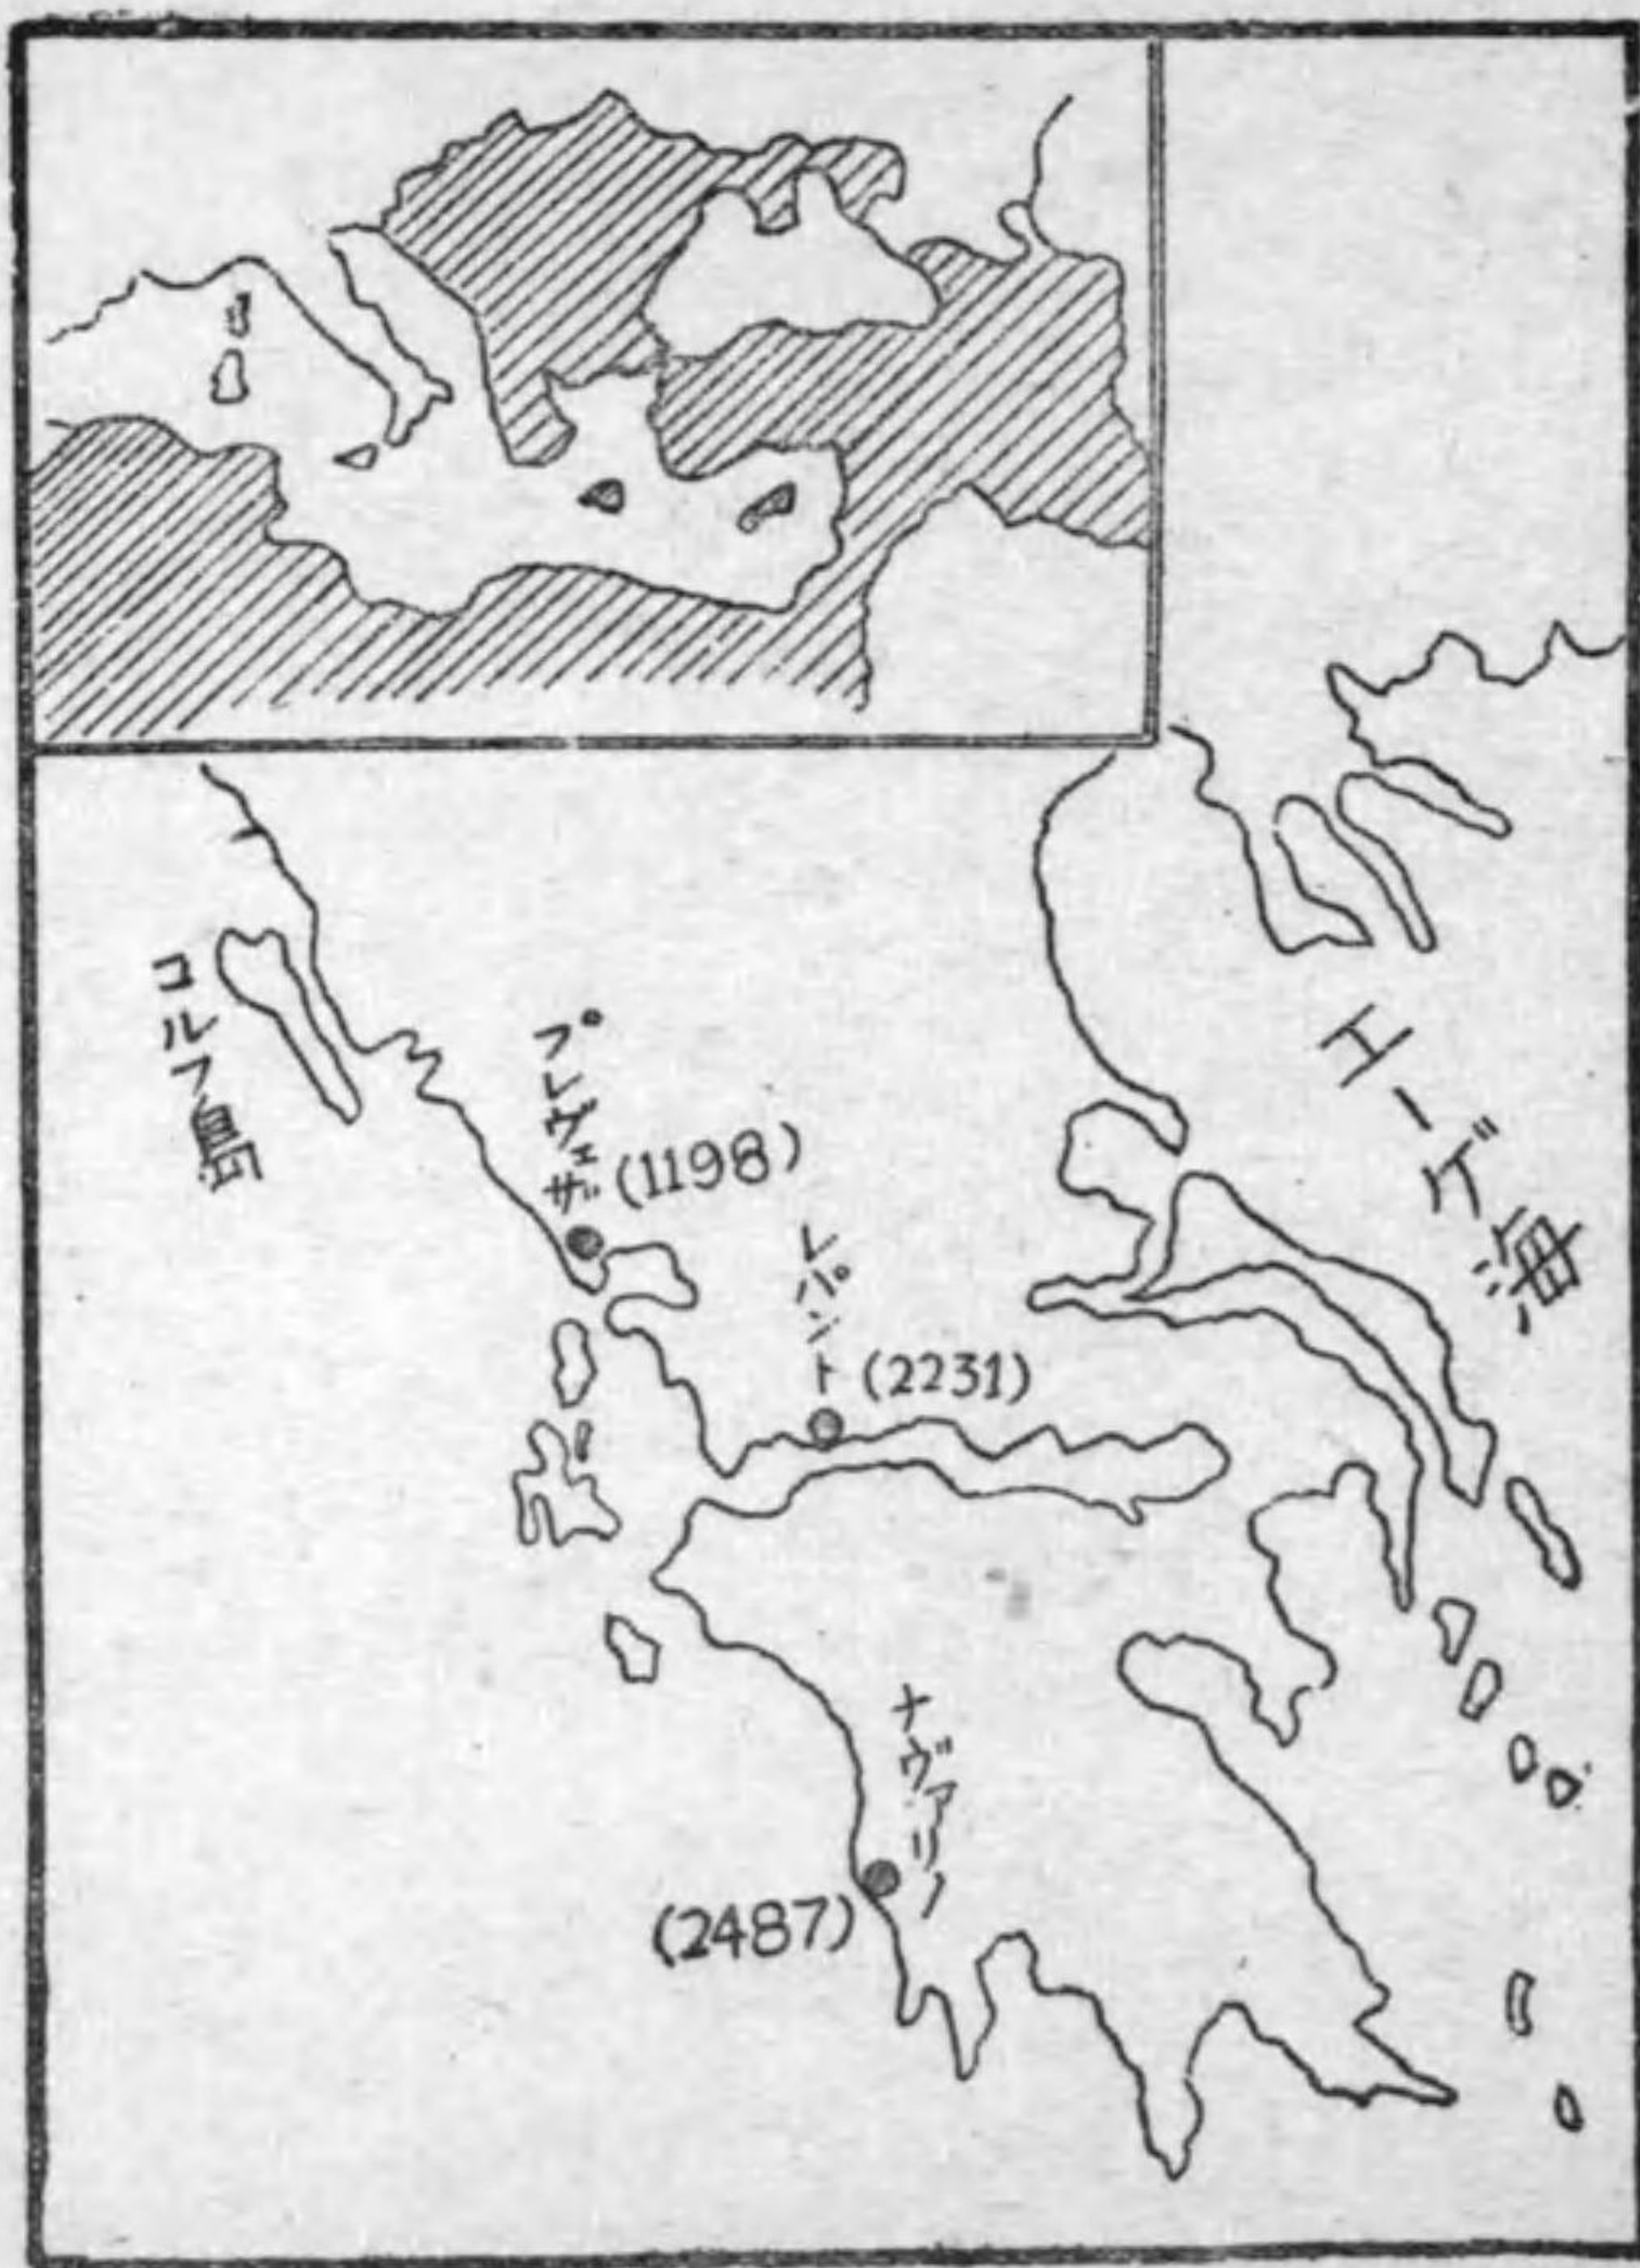 コルフ島
プレヴェザ
(1198)
レパント
(2231)
エーゲ海
ナヴァリノ
(2487)